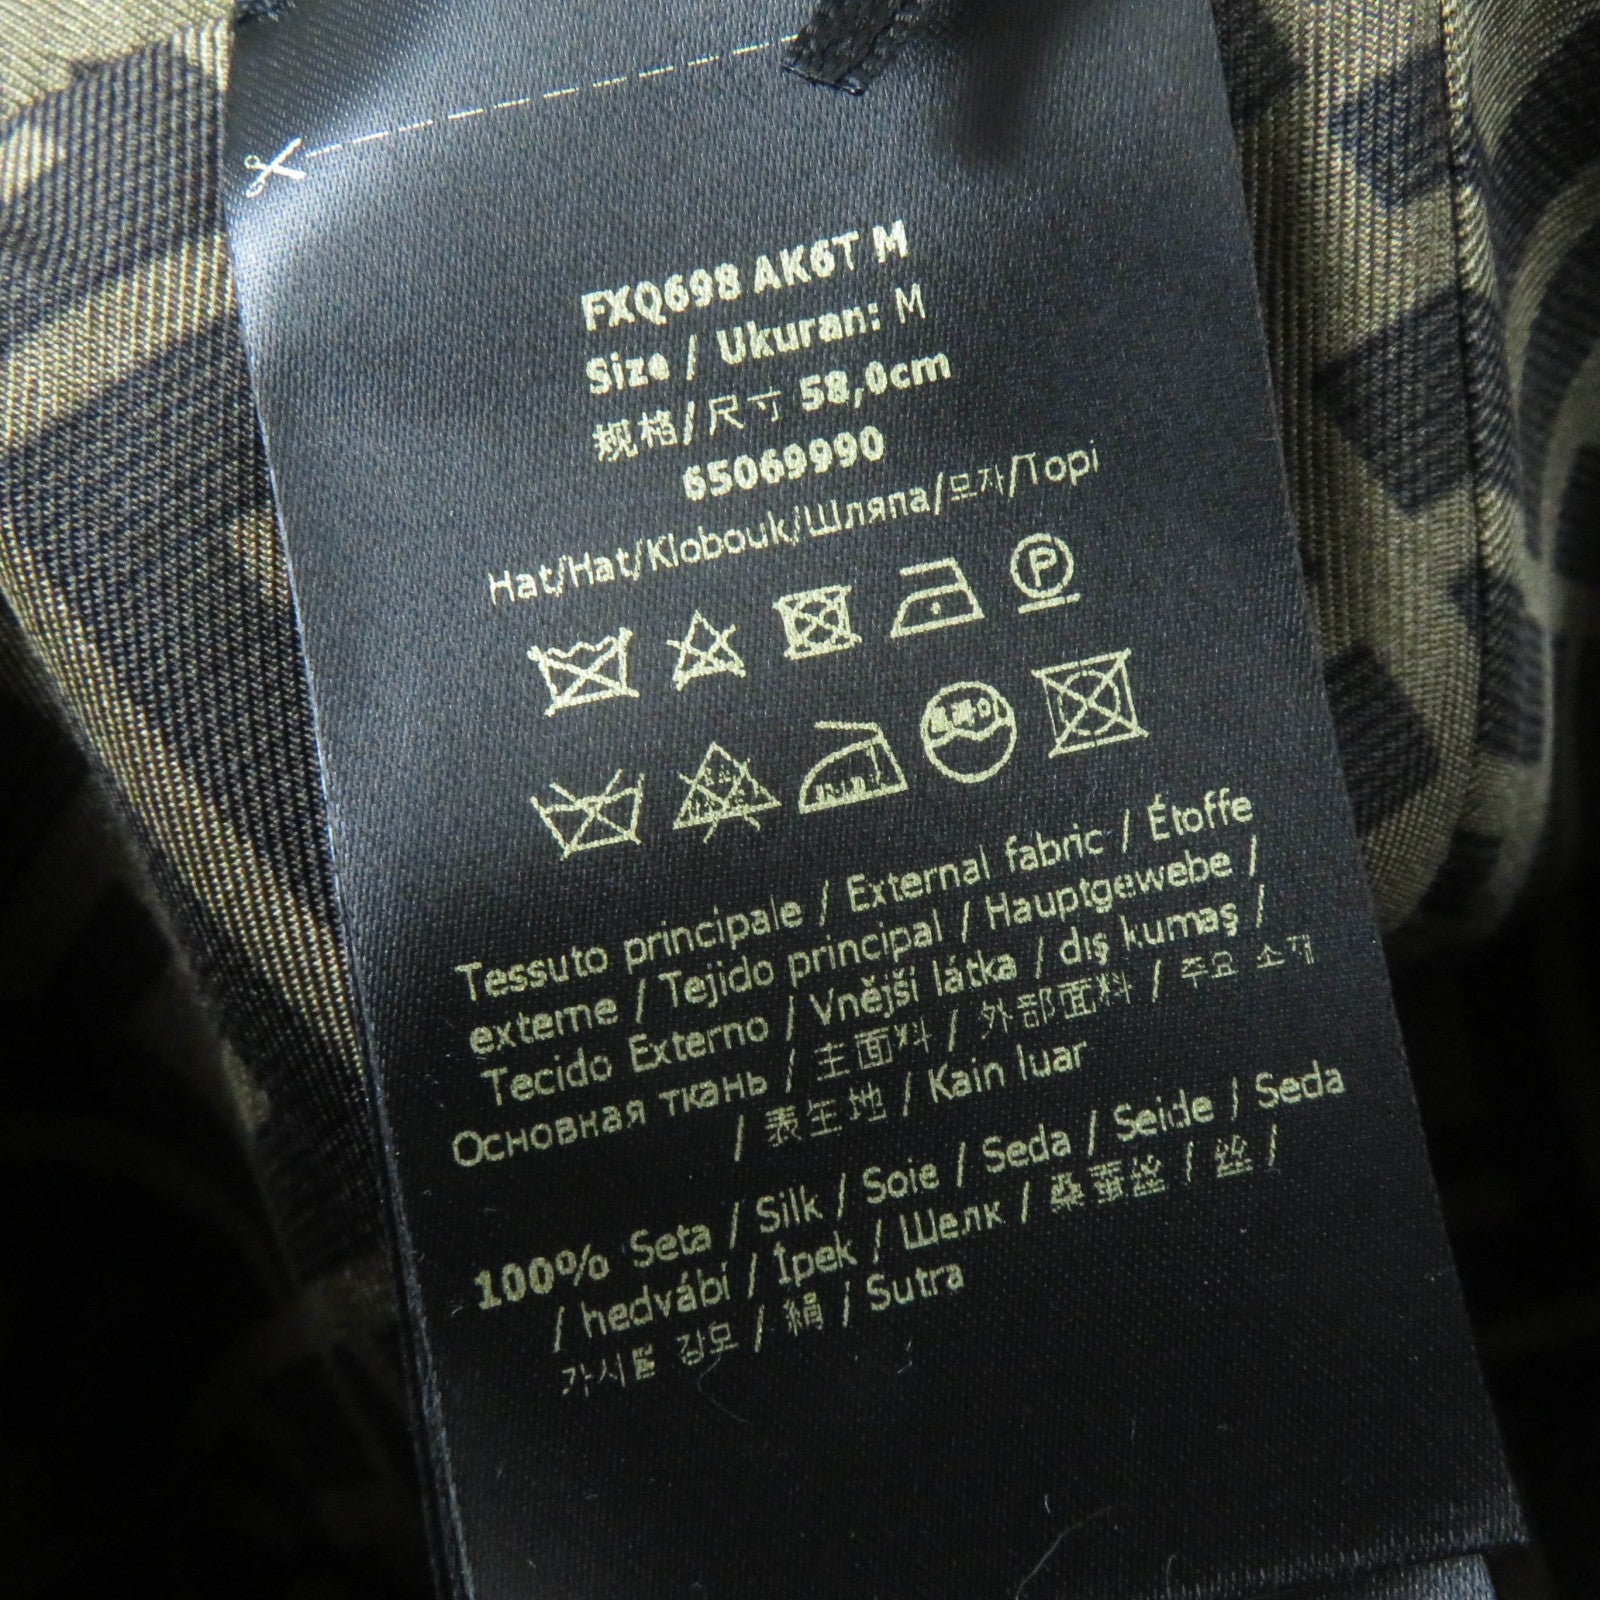 FXQ698 AK6T M
Size / Ukuran: M
规格/尺寸 58,0cm
65069990
Hat/Hat/Klobouk/Шляпа/모자/Topi
P
드라이
Tessuto principale / External fabric / Étoffe
externe / Tejido principal / Hauptgewebe /
Tecido Externo / Vnější látka / dış kumaş /
Основная ткань / 主面料 / 外部面料 / 주요 소재
/ 表生地 / Kain luar
100% Seta / Silk / Soie / Seda / Seide / Seda
/ hedvábí / İpek / Шелк / 桑蚕丝 / 丝 /
/ 絹 / Sutra